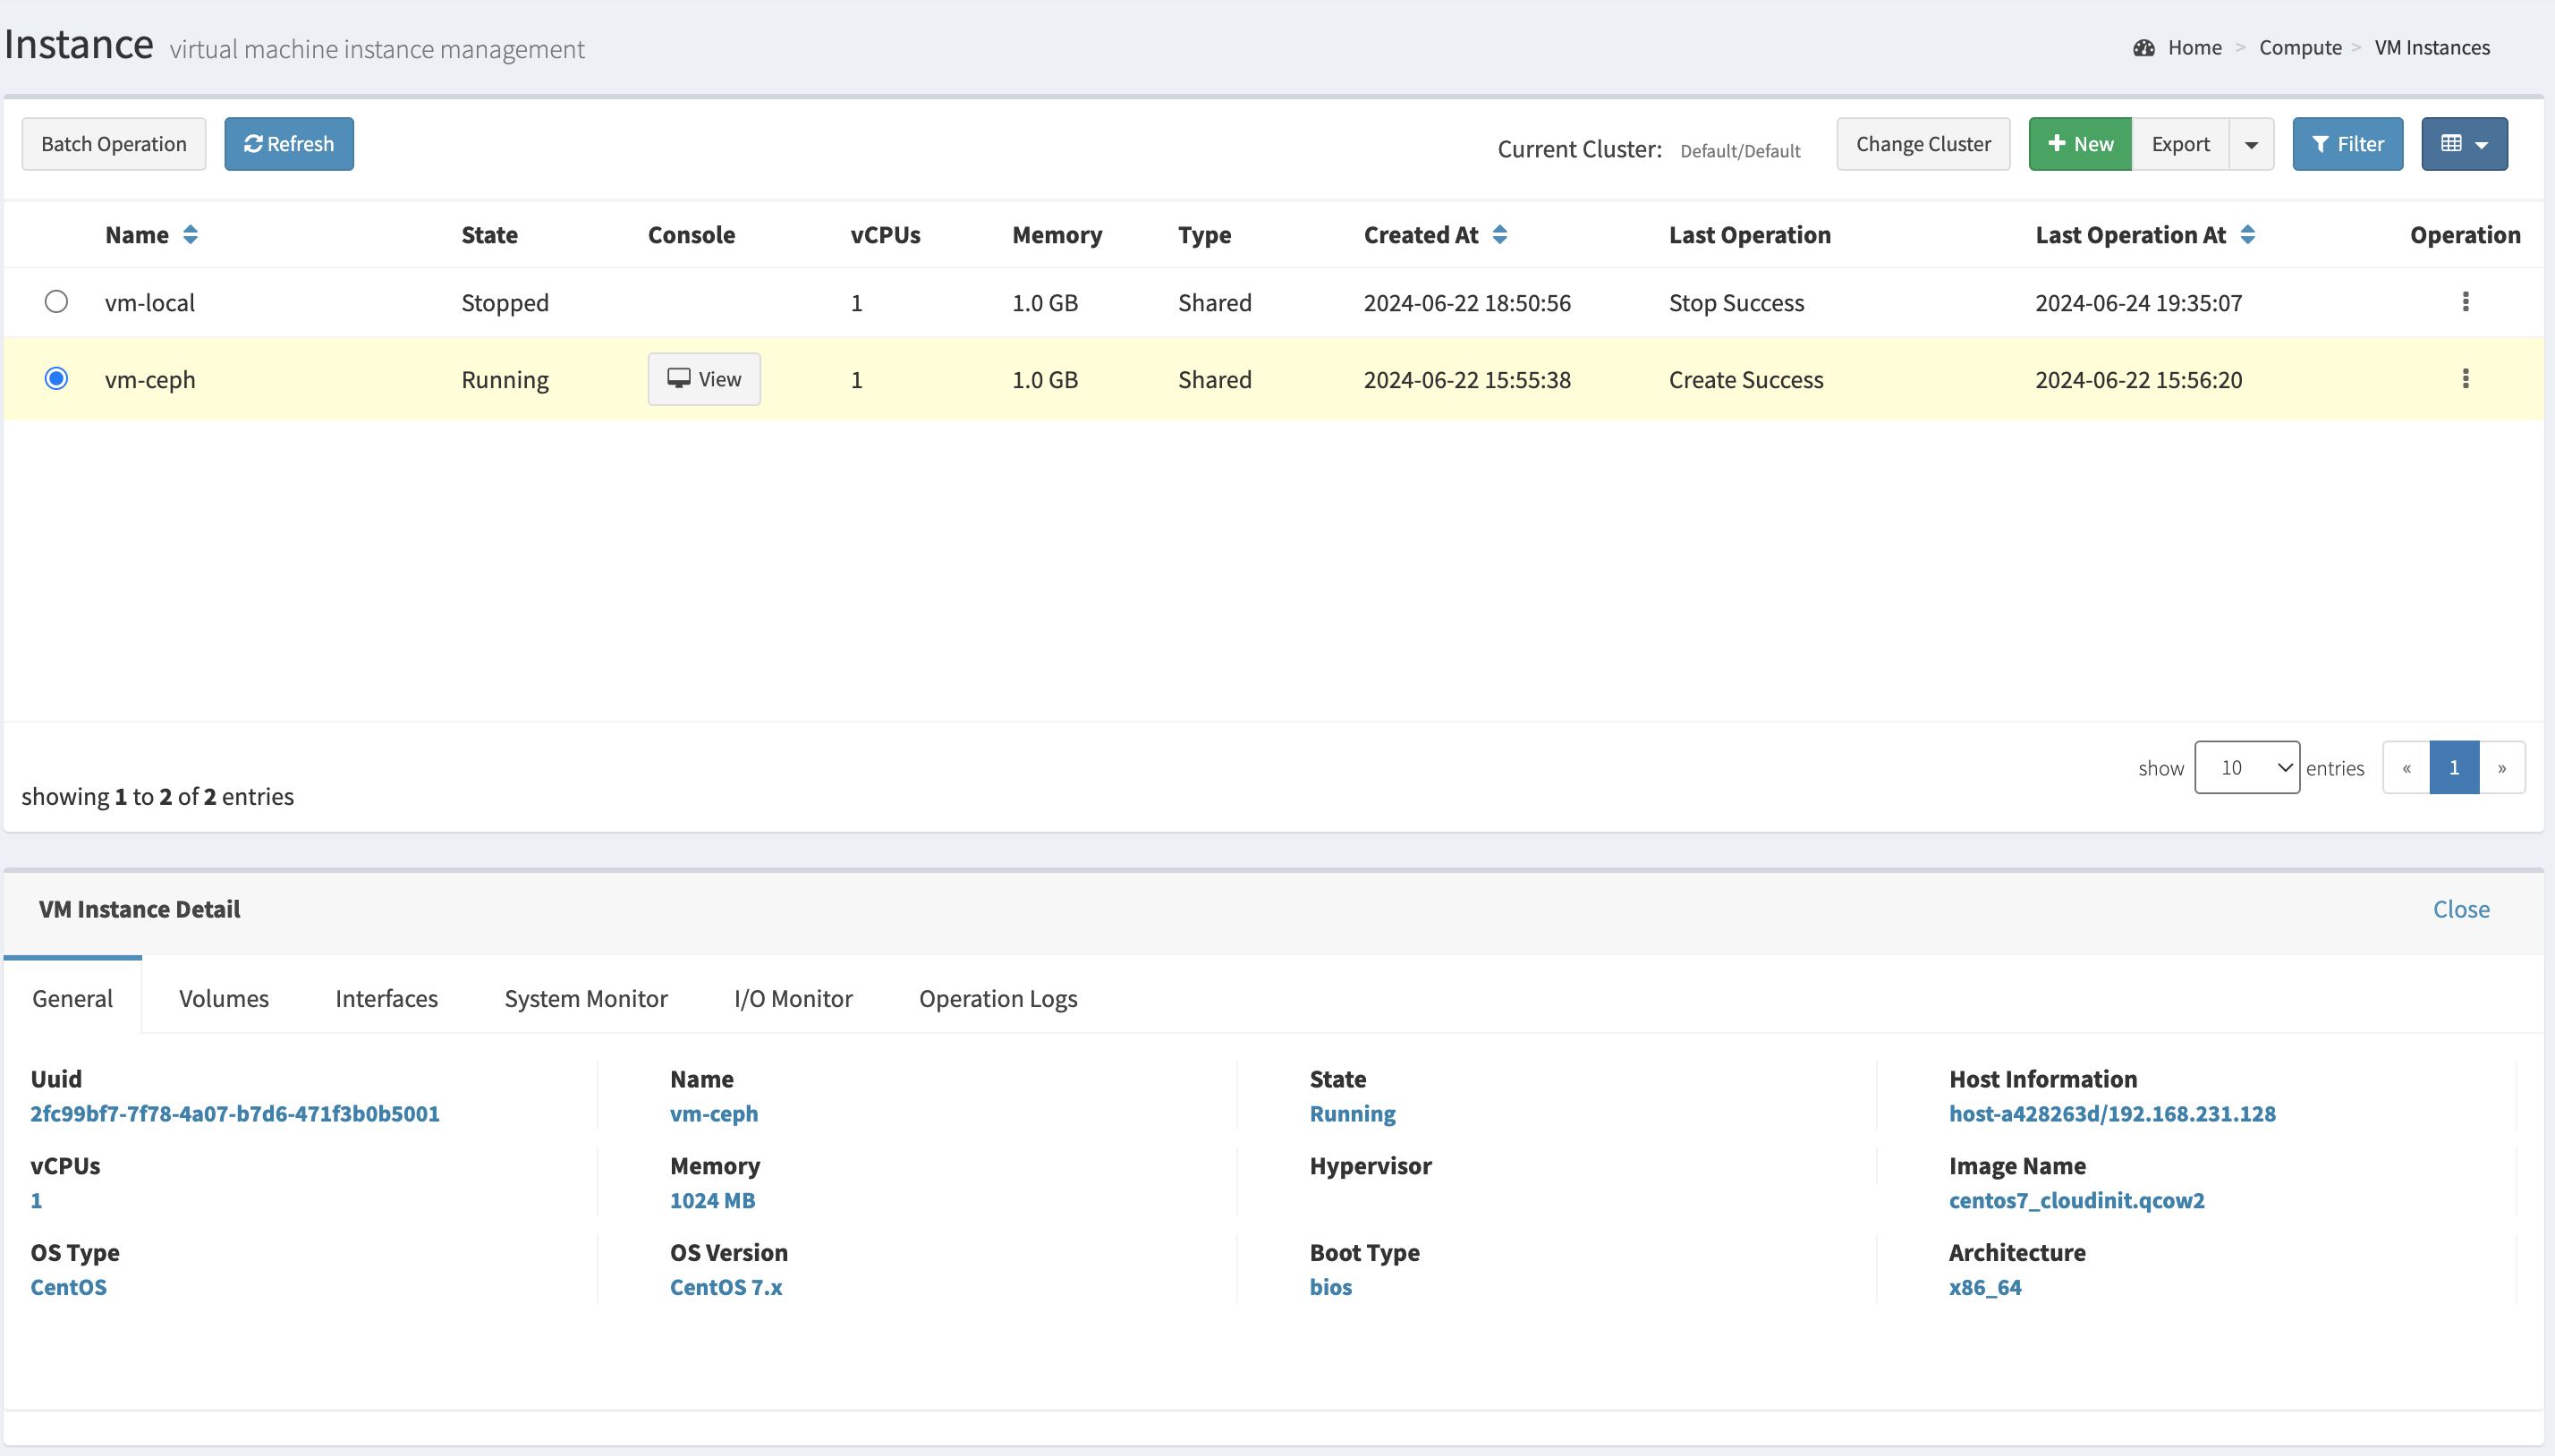 Instance virtual machine instance management
Home > Compute > VM Instances
Batch Operation Refresh Current Cluster: Default/Default Change Cluster New Export Filter
Name State Console vCPUs Memory Type Created At Last Operation Last Operation At Operation
vm-local Stopped 1 1.0 GB Shared 2024-06-22 18:50:56 Stop Success 2024-06-24 19:35:07
vm-ceph Running View 1 1.0 GB Shared 2024-06-22 15:55:38 Create Success 2024-06-22 15:56:20
show 10 entries « 1 »
showing 1 to 2 of 2 entries
VM Instance Detail Close
General Volumes Interfaces System Monitor I/O Monitor Operation Logs
Uuid Name State Host Information
2fc99bf7-7f78-4a07-b7d6-471f3b0b5001 vm-ceph Running host-a428263d/192.168.231.128
vCPUs Memory Hypervisor Image Name
1 1024 MB centos7_cloudinit.qcow2
OS Type OS Version Boot Type Architecture
CentOS CentOS 7.x bios x86_64